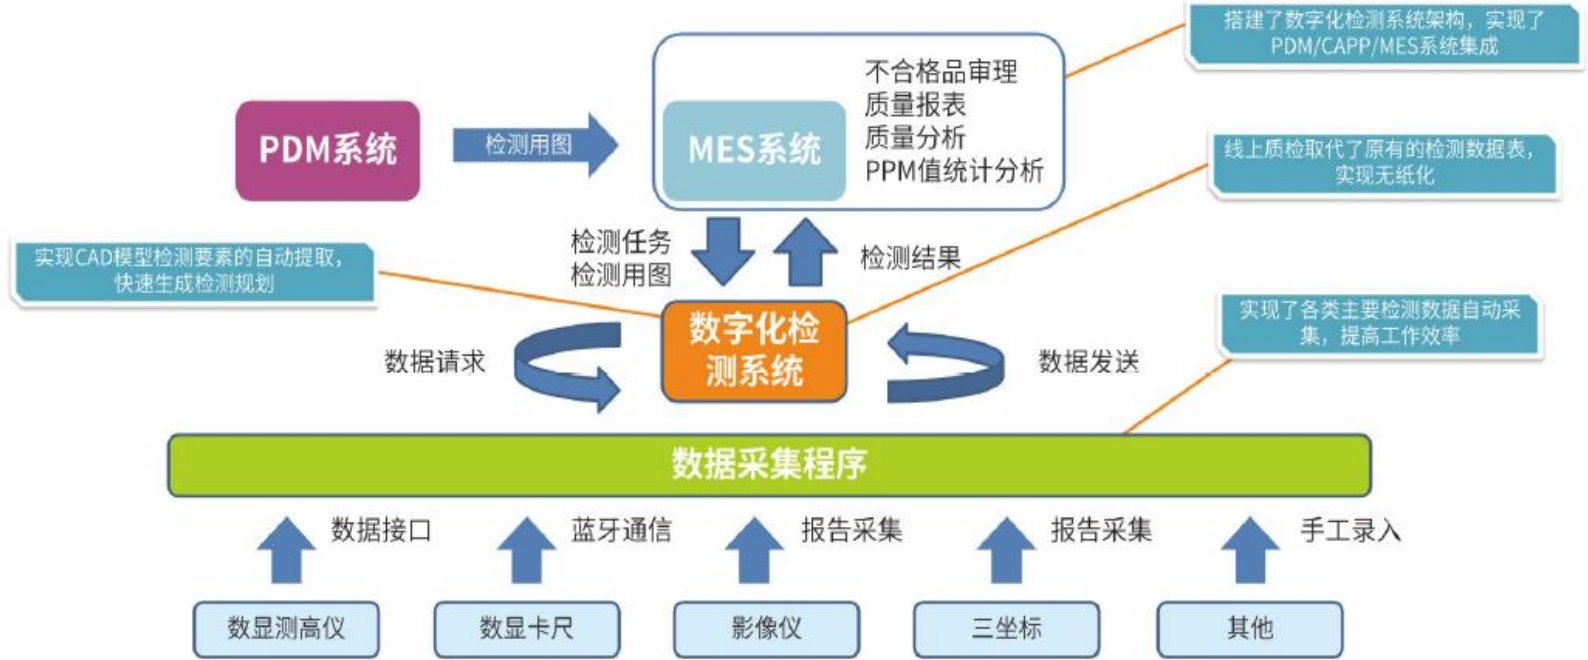 搭建了数字化检测系统架构，实现了
PDM/CAPP/MES系统集成
不合格品审理
质量报表
质量分析
PPM值统计分析
PDM系统
检测用图
MES系统
线上质检取代了原有的检测数据表，
实现无纸化
检测任务
检测用图
检测结果
实现CAD模型检测要素的自动提取，
快速生成检测规划
实现了各类主要检测数据自动采
集，提高工作效率
数字化检
测系统
数据请求
数据发送
数据采集程序
数据接口
蓝牙通信
报告采集
报告采集
手工录入
数显测高仪
数显卡尺
影像仪
三坐标
其他